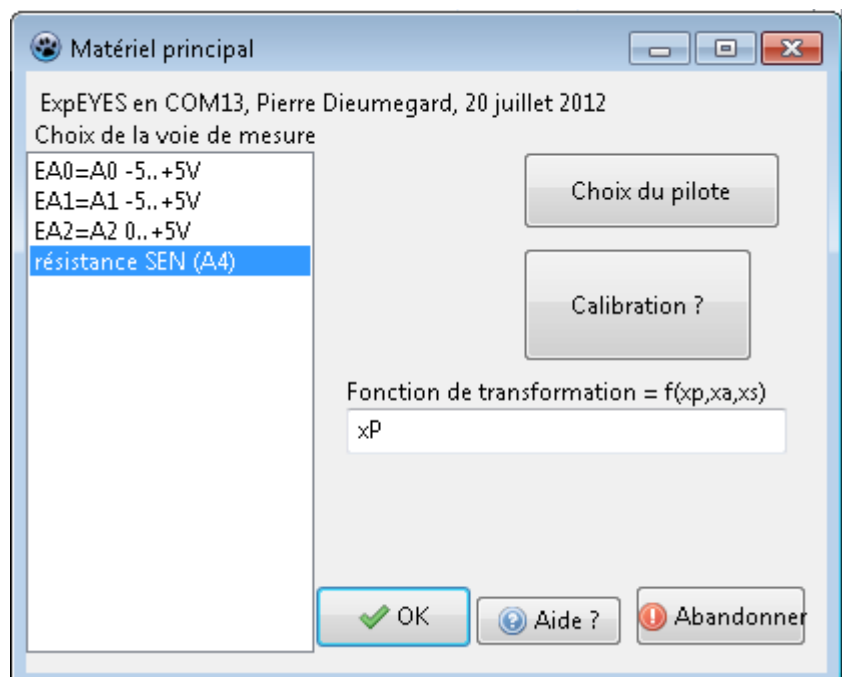 Matériel principal
ExpEYES en COM13, Pierre Dieumegard, 20 juillet 2012
Choix de la voie de mesure
EA0=A0 -5..+5V
EA1=A1 -5..+5V
EA2=A2 0..+5V
résistance SEN (A4)
Choix du pilote
Calibration ?
Fonction de transformation = f(xp,xa,xs)
xP
OK
Aide ?
Abandonner